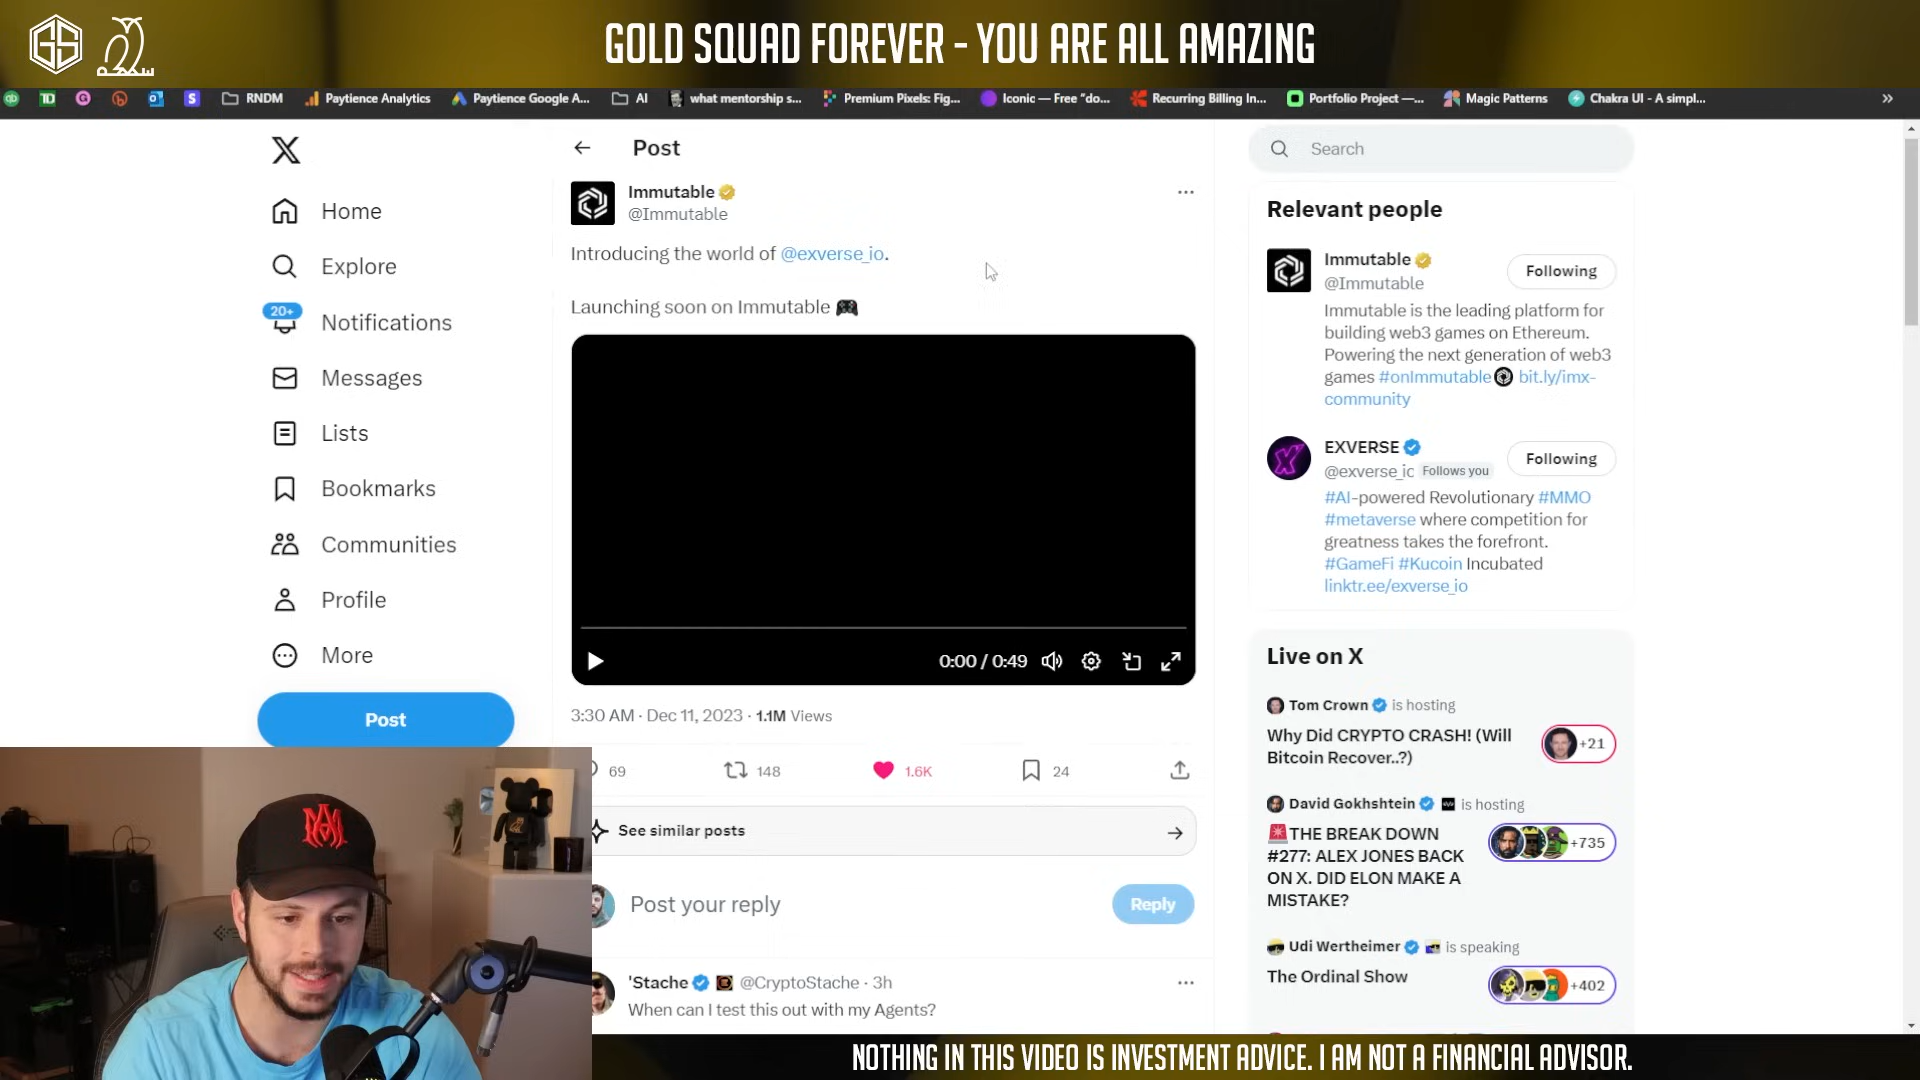 GS
GOLD SQUAD FOREVER - YOU ARE ALL AMAZING
RNDM
Paytience Analytics
Paytience Google A...
AI
what mentorship s...
Premium Pixels: Fig...
Iconic — Free "do...
Recurring Billing In...
Portfolio Project —...
Magic Patterns
Chakra UI - A simpl...
Home
Explore
20+
Notifications
Messages
Lists
Bookmarks
Communities
Profile
More
Post
Post
Immutable
@Immutable
Introducing the world of @exverse_io.
Launching soon on Immutable
0:00 / 0:49
3:30 AM · Dec 11, 2023 · 1.1M Views
69
148
1.6K
24
See similar posts
Post your reply
Reply
'Stache @CryptoStache · 3h
When can I test this out with my Agents?
Search
Relevant people
Immutable
@Immutable
Following
Immutable is the leading platform for
building web3 games on Ethereum.
Powering the next generation of web3
games #onImmutable bit.ly/imx-
community
EXVERSE
@exverse_ic Follows you
Following
#AI-powered Revolutionary #MMO
#metaverse where competition for
greatness takes the forefront.
#GameFi #Kucoin Incubated
linktr.ee/exverse_io
Live on X
Tom Crown is hosting
Why Did CRYPTO CRASH! (Will
Bitcoin Recover..?)
+21
David Gokhshtein is hosting
THE BREAK DOWN
#277: ALEX JONES BACK
ON X. DID ELON MAKE A
MISTAKE?
+735
Udi Wertheimer is speaking
The Ordinal Show
+402
NOTHING IN THIS VIDEO IS INVESTMENT ADVICE. I AM NOT A FINANCIAL ADVISOR.